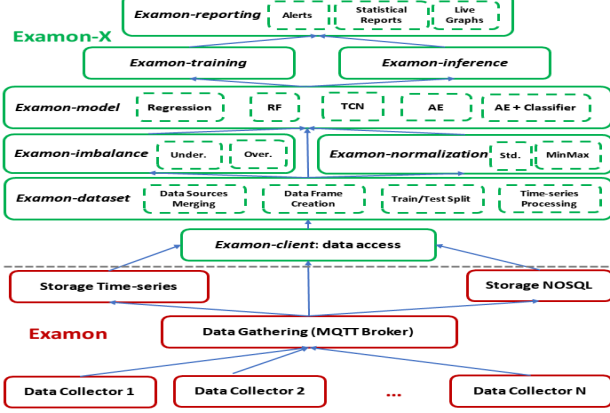 Examon-reporting
Alerts
Statistical
Reports
Live
Graphs
Examon-X
Examon-training
Examon-inference
Examon-model
Regression
RF
TCN
AE
AE + Classifier
Examon-imbalance
Under.
Over.
Examon-normalization
Std.
MinMax
Examon-dataset
Data Sources
Merging
Data Frame
Creation
Train/Test Split
Time-series
Processing
Examon-client: data access
Storage Time-series
Storage NOSQL
Examon
Data Gathering (MQTT Broker)
Data Collector 1
Data Collector 2
...
Data Collector N